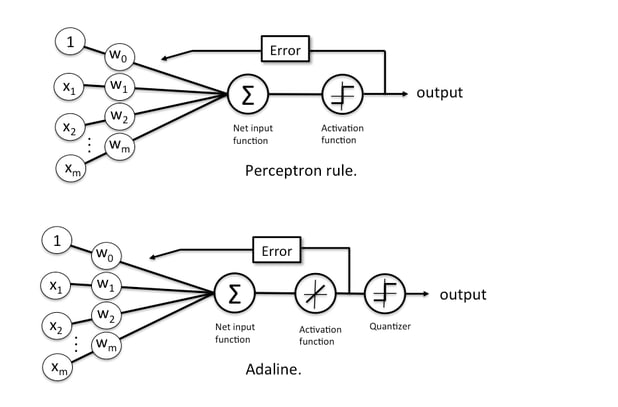 1
w0
Error
x1
w1
Σ
output
x2
w2
Net input
function
Activation
function
⋮
wm
xm
Perceptron rule.
1
w0
Error
x1
w1
Σ
output
x2
w2
Net input
function
Activation
function
Quantizer
⋮
wm
xm
Adaline.